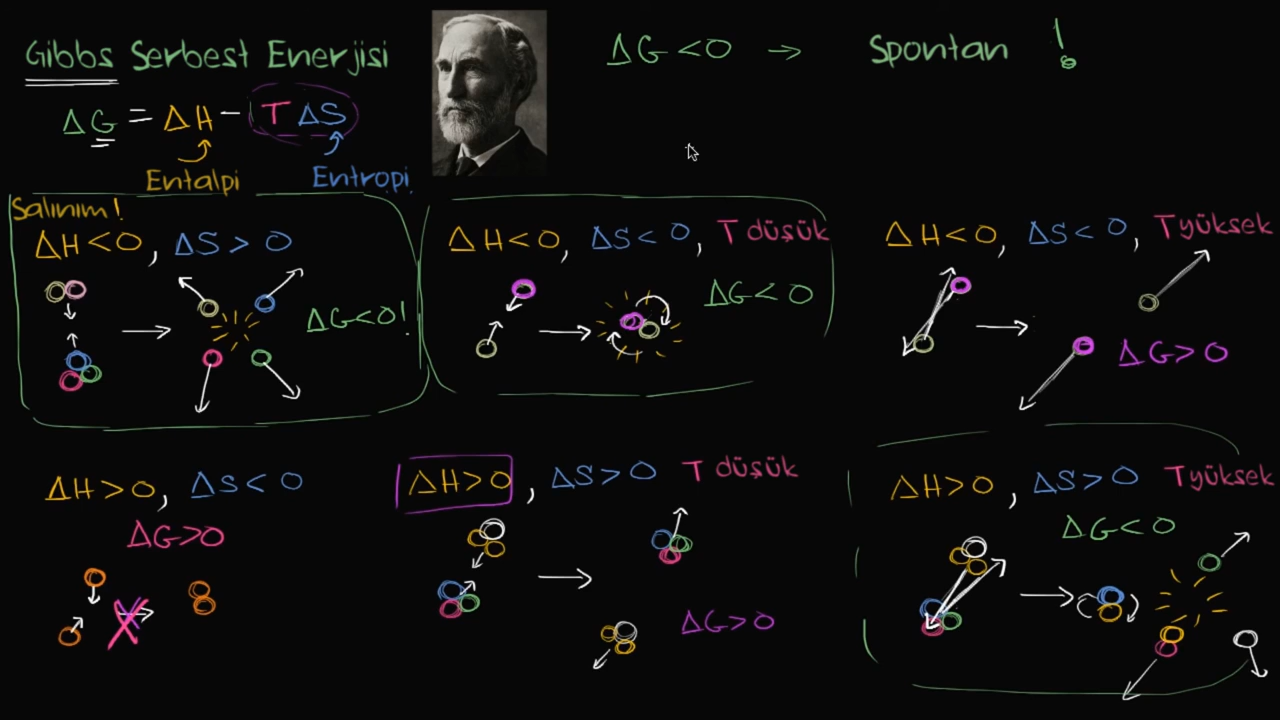 Gibbs Serbest Enerjisi
ΔG = ΔH - TΔS
Entalpi
Entropi
ΔG < 0 → Spontan !
Salınım!
ΔH < 0, ΔS > 0
ΔG < 0!
ΔH < 0, ΔS < 0, T düşük
ΔG < 0
ΔH < 0, ΔS < 0, T yüksek
ΔG > 0
ΔH > 0, ΔS < 0
ΔG > 0
ΔH > 0, ΔS > 0 T düşük
ΔG > 0
ΔH > 0, ΔS > 0 T yüksek
ΔG < 0